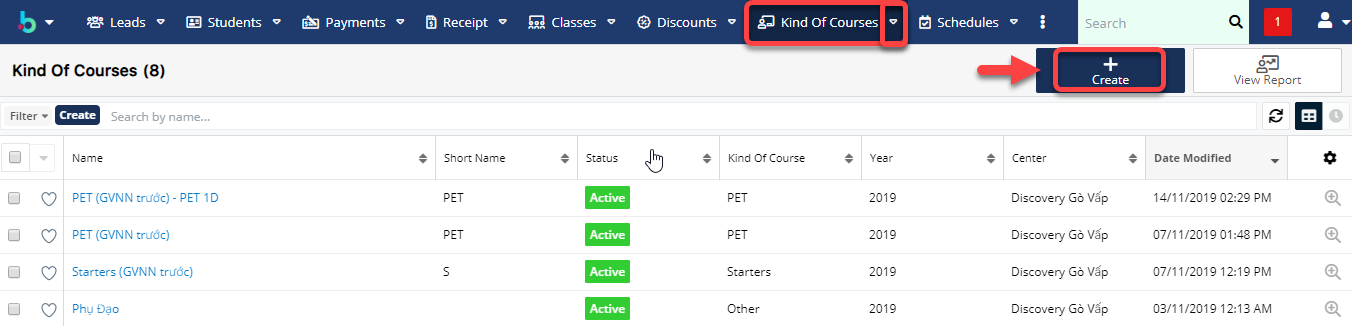 Leads Students Payments Receipt Classes Discounts Kind Of Courses Schedules Search 1
Kind Of Courses (8) Create View Report
Filter Create Search by name...
Name Short Name Status Kind Of Course Year Center Date Modified
PET (GVNN trước) - PET 1D PET Active PET 2019 Discovery Gò Vấp 14/11/2019 02:29 PM
PET (GVNN trước) PET Active PET 2019 Discovery Gò Vấp 07/11/2019 01:48 PM
Starters (GVNN trước) S Active Starters 2019 Discovery Gò Vấp 07/11/2019 12:19 PM
Phụ Đạo Active Other 2019 Discovery Gò Vấp 03/11/2019 12:13 AM